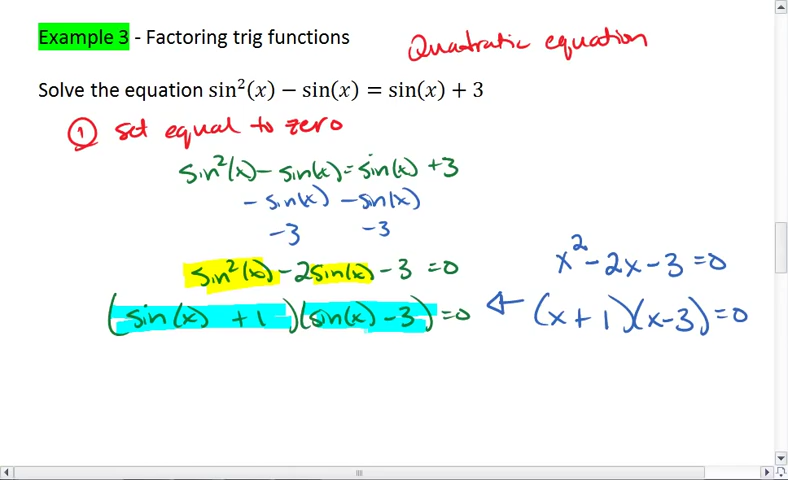 Example 3 - Factoring trig functions
Quadratic equation
Solve the equation sin²(x) − sin(x) = sin(x) + 3
① set equal to zero
sin²(x) - sin(x) = sin(x) +3
- sin(x) - sin(x)
-3 -3
sin²(x) - 2sin(x) - 3 = 0
x² - 2x - 3 = 0
(sin(x) + 1)(sin(x) - 3) = 0
← (x + 1)(x - 3) = 0